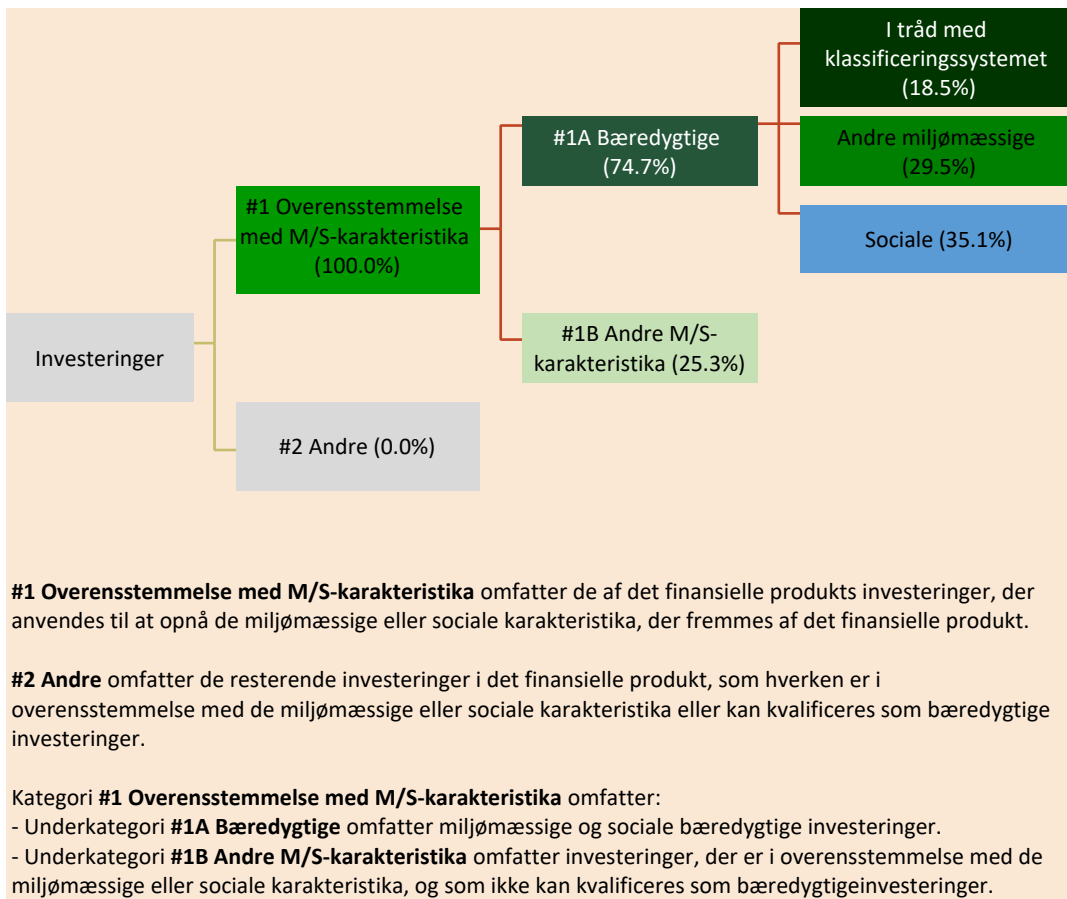 I tråd med
klassificeringssystemet
(18.5%)
#1A Bæredygtige
(74.7%)
Andre miljømæssige
(29.5%)
#1 Overensstemmelse
med M/S-karakteristika
(100.0%)
Sociale (35.1%)
Investeringer
#1B Andre M/S-
karakteristika (25.3%)
#2 Andre (0.0%)
#1 Overensstemmelse med M/S-karakteristika omfatter de af det finansielle produkts investeringer, der
anvendes til at opnå de miljømæssige eller sociale karakteristika, der fremmes af det finansielle produkt.
#2 Andre omfatter de resterende investeringer i det finansielle produkt, som hverken er i
overensstemmelse med de miljømæssige eller sociale karakteristika eller kan kvalificeres som bæredygtige
investeringer.
Kategori #1 Overensstemmelse med M/S-karakteristika omfatter:
- Underkategori #1A Bæredygtige omfatter miljømæssige og sociale bæredygtige investeringer.
- Underkategori #1B Andre M/S-karakteristika omfatter investeringer, der er i overensstemmelse med de
miljømæssige eller sociale karakteristika, og som ikke kan kvalificeres som bæredygtigeinvesteringer.